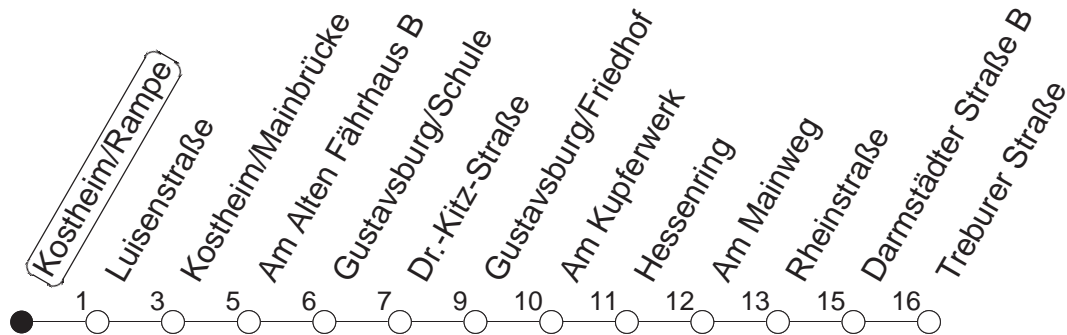 Kostheim/Rampe
Luisenstraße
Kostheim/Mainbrücke
Am Alten Fährhaus B
Gustavsburg/Schule
Dr.-Kitz-Straße
Gustavsburg/Friedhof
Am Kupferwerk
Hessenring
Am Mainweg
Rheinstraße
Darmstädter Straße B
Treburer Straße
1 3 5 6 7 9 10 11 12 13 15 16